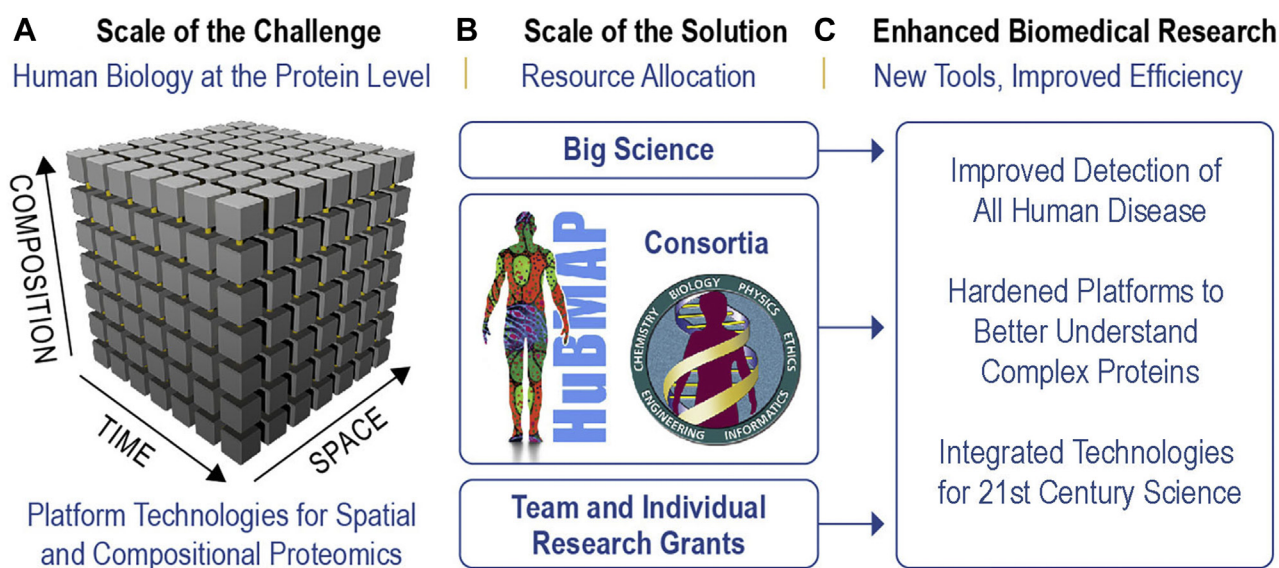 A Scale of the Challenge
Human Biology at the Protein Level
COMPOSITION
TIME
SPACE
Platform Technologies for Spatial
and Compositional Proteomics
B Scale of the Solution
Resource Allocation
Big Science
HuBMAP
Consortia
CHEMISTRY BIOLOGY PHYSICS ETHICS
ENGINEERING INFORMATICS
Team and Individual
Research Grants
C Enhanced Biomedical Research
New Tools, Improved Efficiency
Improved Detection of
All Human Disease
Hardened Platforms to
Better Understand
Complex Proteins
Integrated Technologies
for 21st Century Science